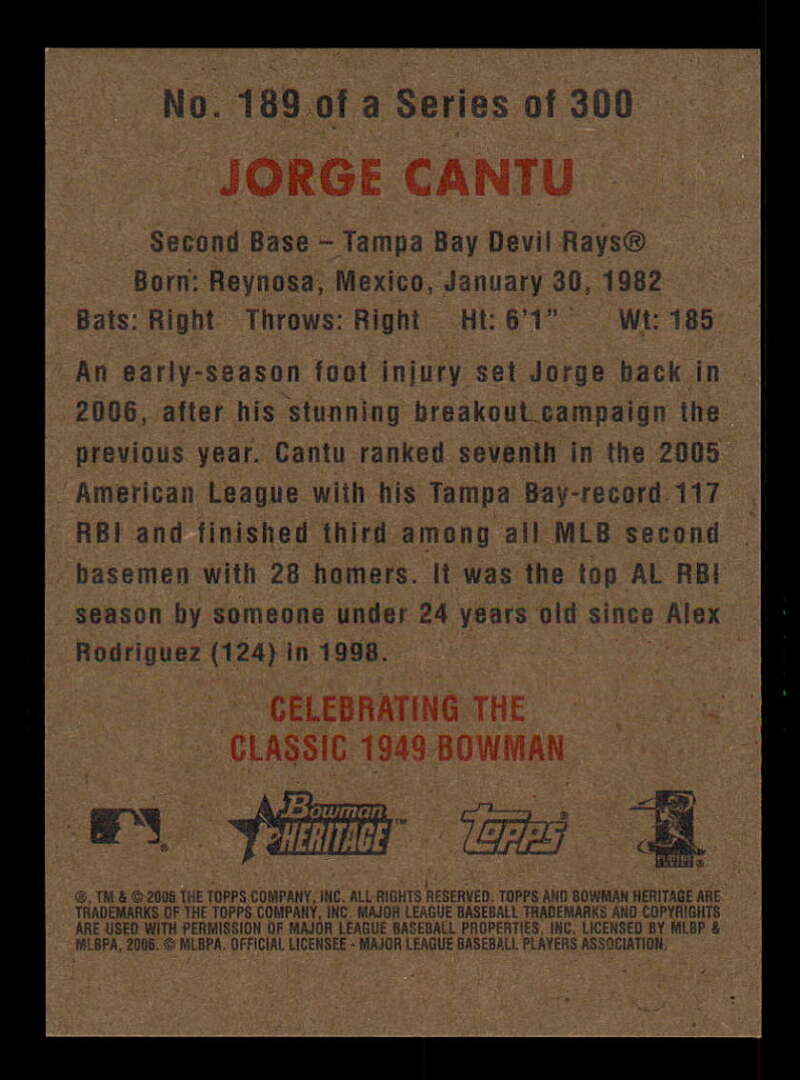 No. 189 of a Series of 300
JORGE CANTU
Second Base – Tampa Bay Devil Rays®
Born: Reynosa, Mexico, January 30, 1982
Bats: Right Throws: Right Ht: 6'1" Wt: 185
An early-season foot injury set Jorge back in
2006, after his stunning breakout campaign the
previous year. Cantu ranked seventh in the 2005
American League with his Tampa Bay-record 117
RBI and finished third among all MLB second
basemen with 28 homers. It was the top AL RBI
season by someone under 24 years old since Alex
Rodriguez (124) in 1998.
CELEBRATING THE
CLASSIC 1949 BOWMAN
Bowman HERITAGE™ TOPPS®
®, TM & © 2006 THE TOPPS COMPANY, INC. ALL RIGHTS RESERVED. TOPPS AND BOWMAN HERITAGE ARE
TRADEMARKS OF THE TOPPS COMPANY, INC. MAJOR LEAGUE BASEBALL TRADEMARKS AND COPYRIGHTS
ARE USED WITH PERMISSION OF MAJOR LEAGUE BASEBALL PROPERTIES, INC. LICENSED BY MLBP &
MLBPA, 2006. © MLBPA. OFFICIAL LICENSEE - MAJOR LEAGUE BASEBALL PLAYERS ASSOCIATION.